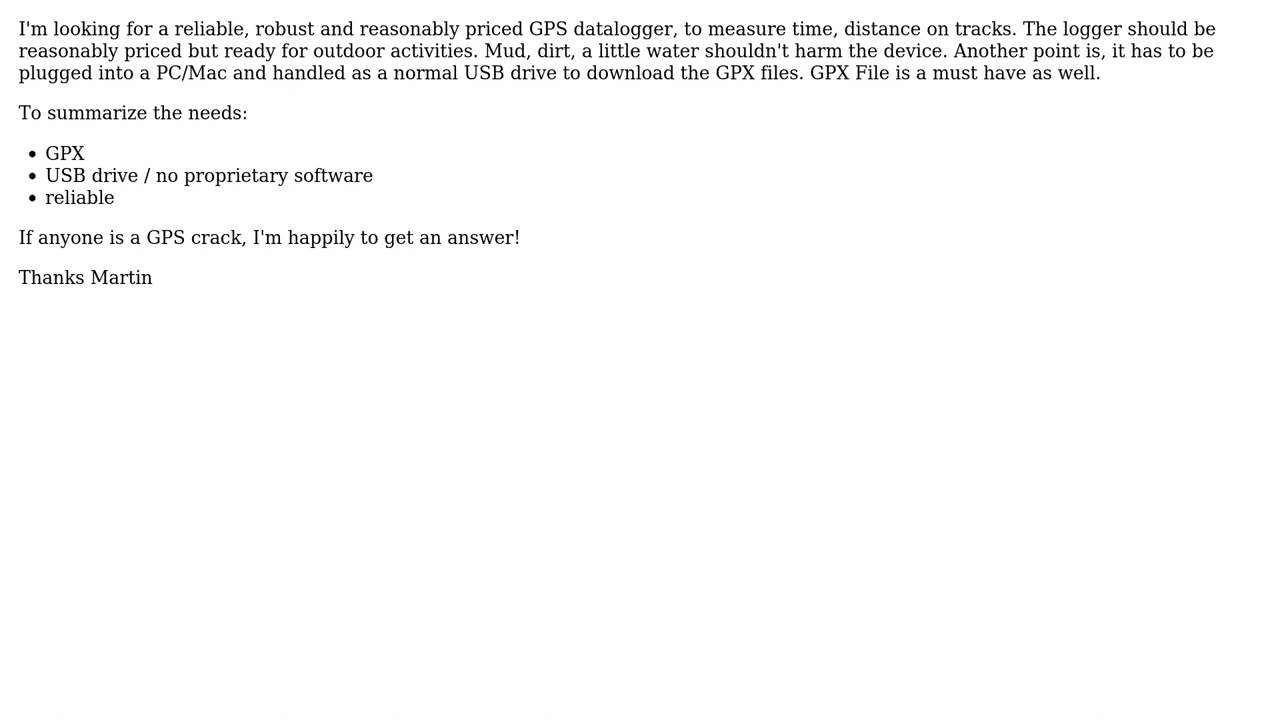 I'm looking for a reliable, robust and reasonably priced GPS datalogger, to measure time, distance on tracks. The logger should be
reasonably priced but ready for outdoor activities. Mud, dirt, a little water shouldn't harm the device. Another point is, it has to be
plugged into a PC/Mac and handled as a normal USB drive to download the GPX files. GPX File is a must have as well.
To summarize the needs:
• GPX
• USB drive / no proprietary software
• reliable
If anyone is a GPS crack, I'm happily to get an answer!
Thanks Martin